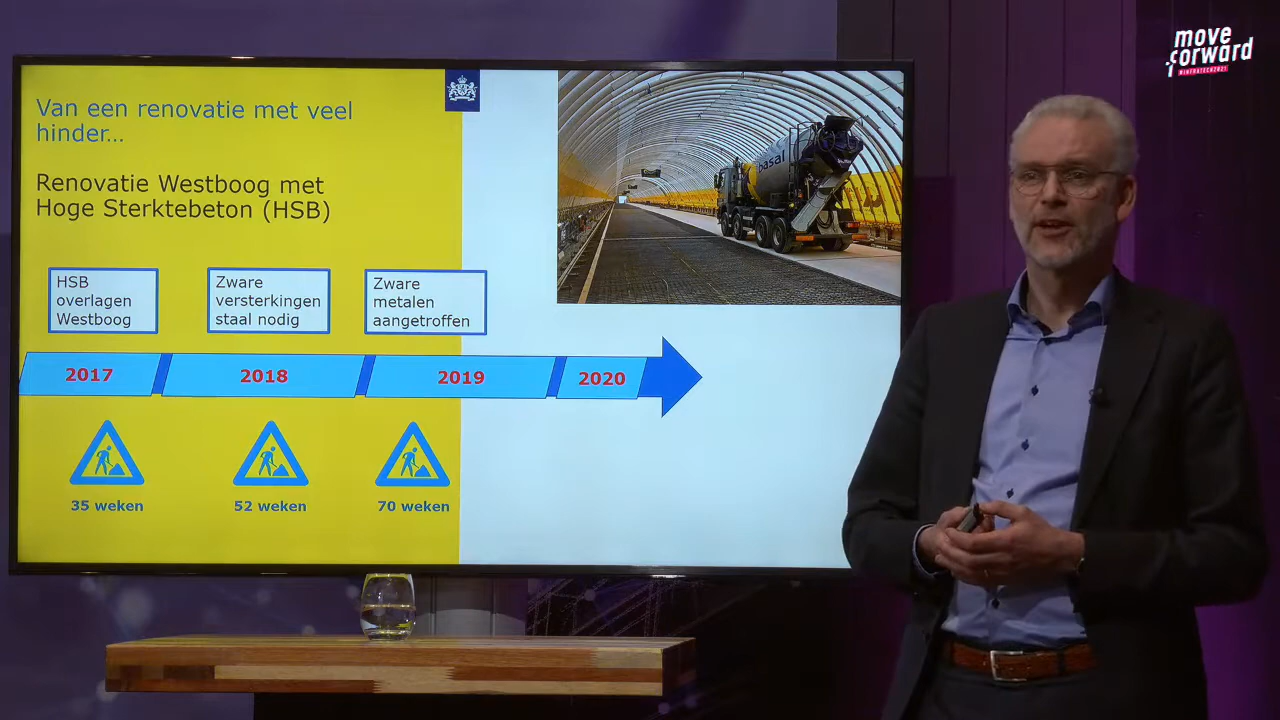 move
forward
#INFRATECH2021
Van een renovatie met veel
hinder...
Renovatie Westboog met
Hoge Sterktebeton (HSB)
HSB
overlagen
Westboog
Zware
versterkingen
staal nodig
Zware
metalen
aangetroffen
2017
2018
2019
2020
35 weken
52 weken
70 weken
basal